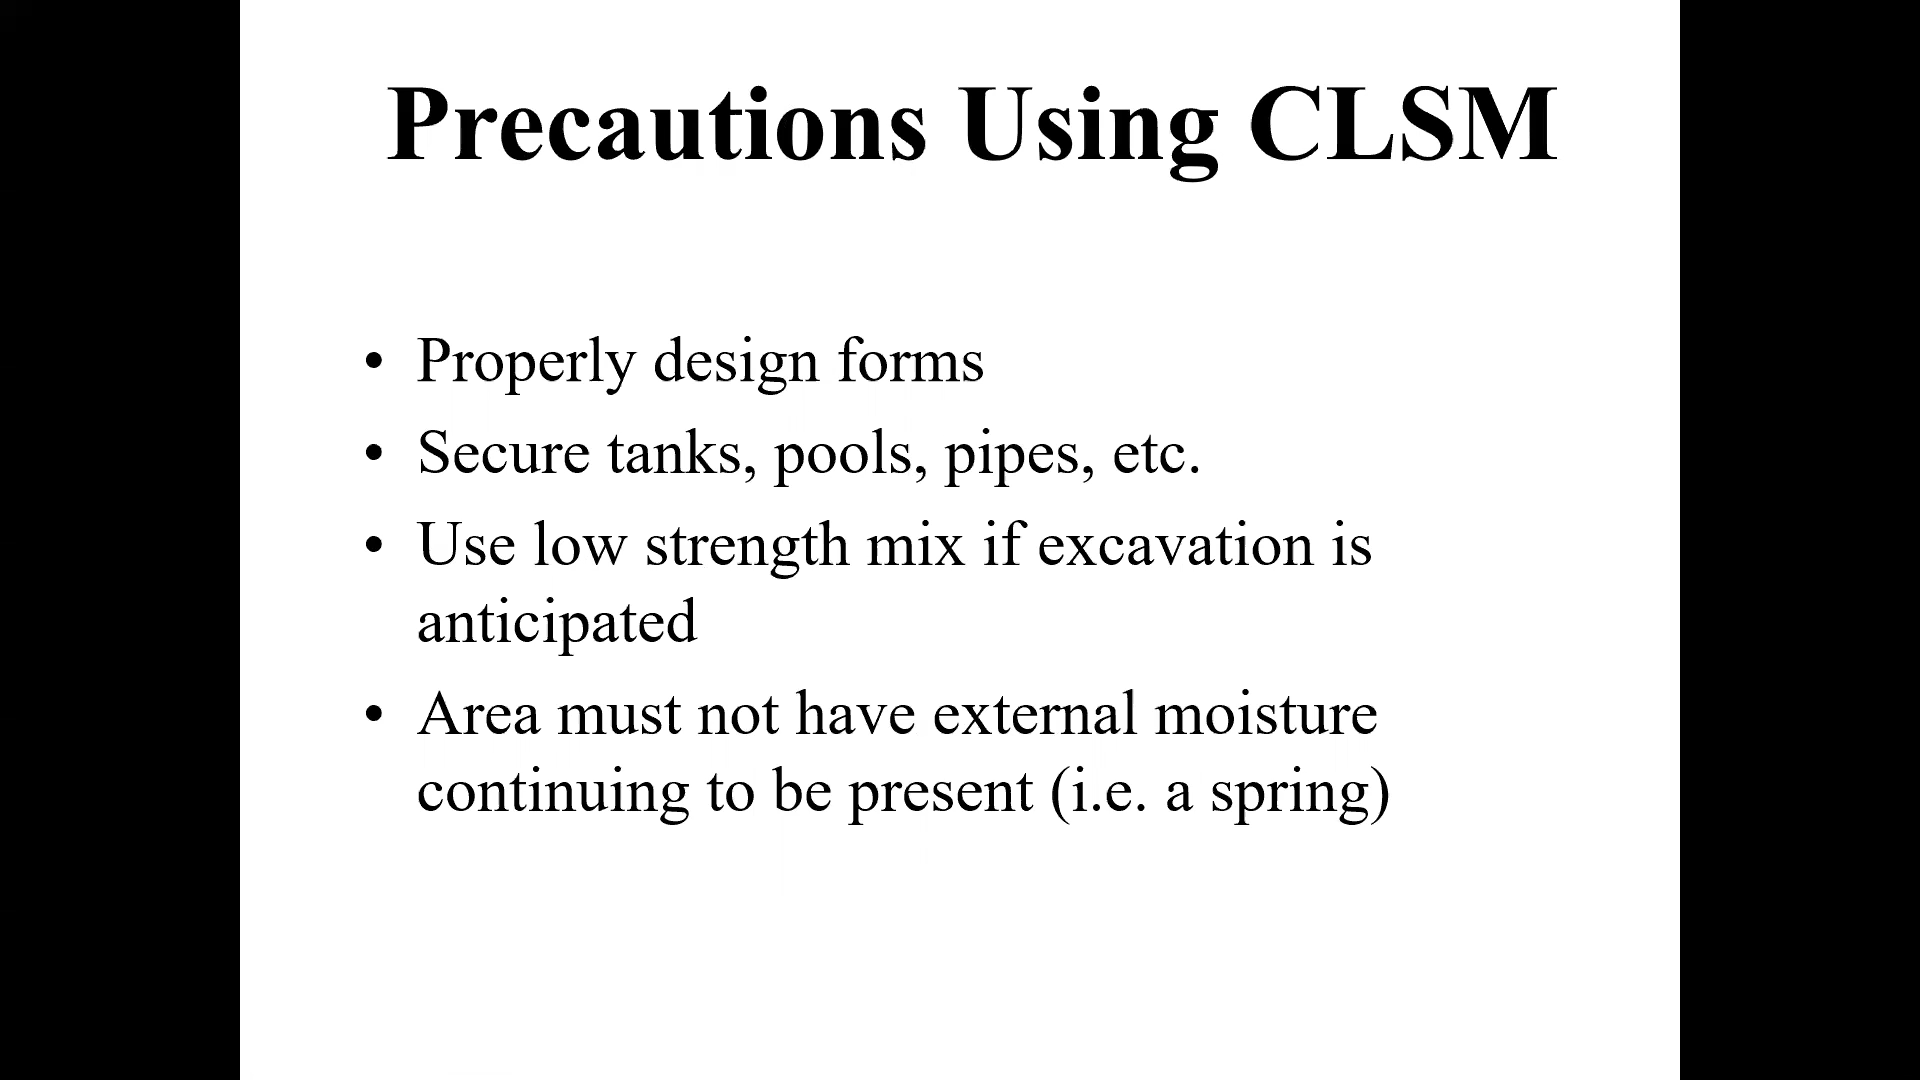 Precautions Using CLSM
• Properly design forms
• Secure tanks, pools, pipes, etc.
• Use low strength mix if excavation is
anticipated
• Area must not have external moisture
continuing to be present (i.e. a spring)